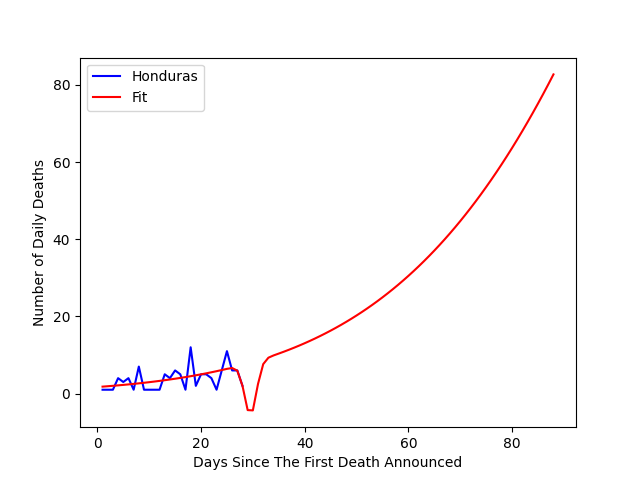 Honduras
Fit
Number of Daily Deaths
80
60
40
20
0
0 20 40 60 80
Days Since The First Death Announced